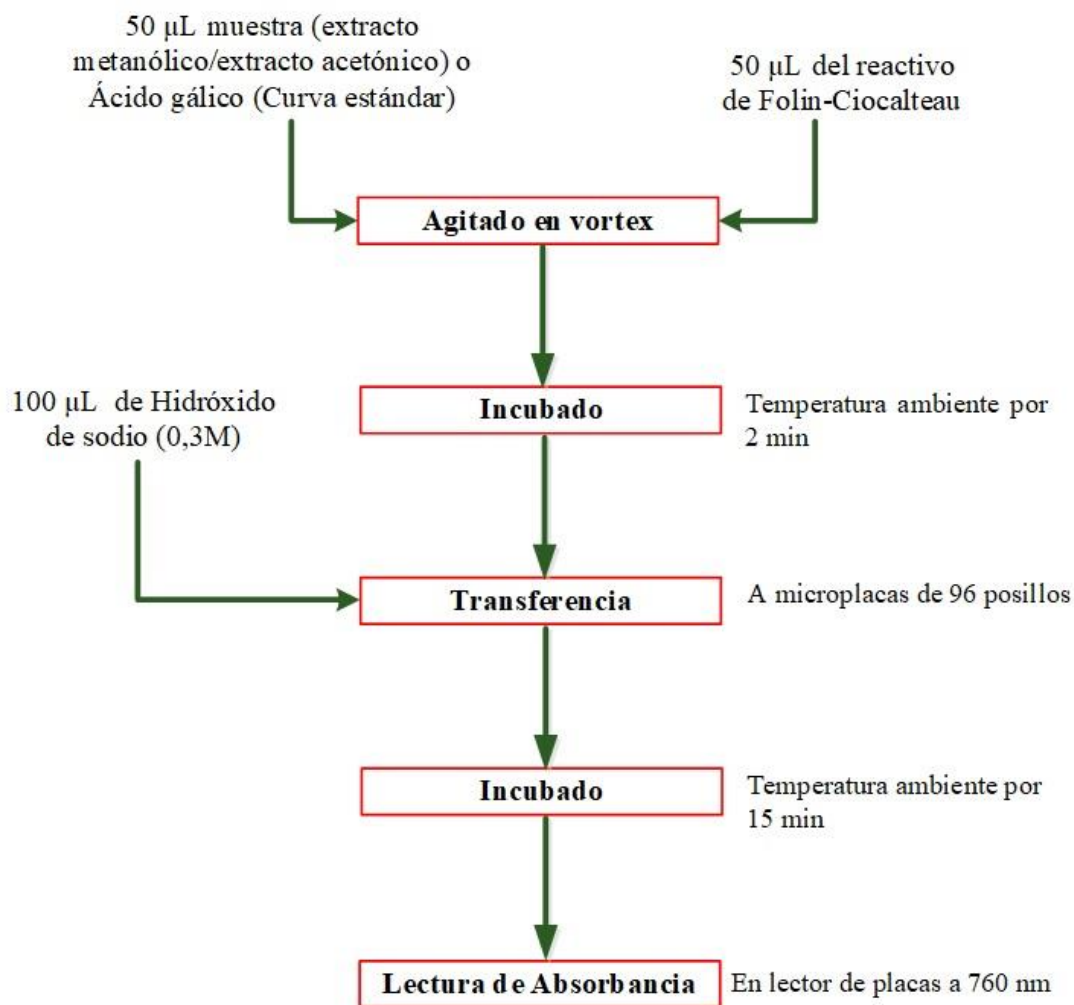 50 μL muestra (extracto
metanólico/extracto acetónico) o
Ácido gálico (Curva estándar)
50 μL del reactivo
de Folin-Ciocalteau
Agitado en vortex
Incubado
Temperatura ambiente por
2 min
100 μL de Hidróxido
de sodio (0,3M)
Transferencia
A microplacas de 96 posillos
Incubado
Temperatura ambiente por
15 min
Lectura de Absorbancia
En lector de placas a 760 nm